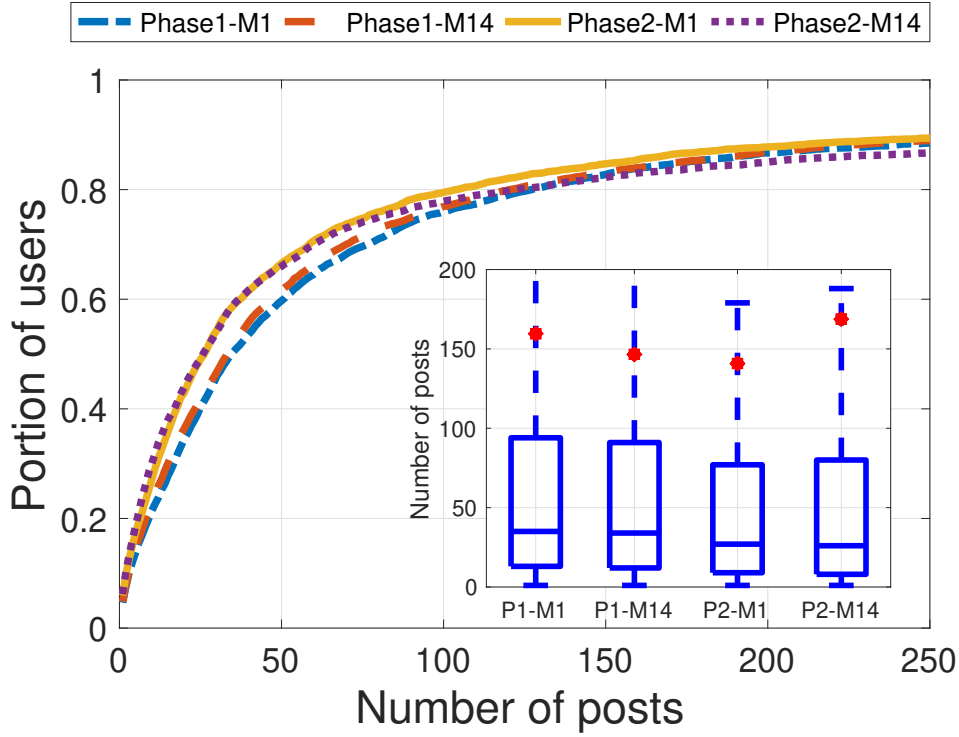 Phase1-M1 Phase1-M14 Phase2-M1 Phase2-M14
1
0.8
0.6
0.4
0.2
0
Portion of users
0 50 100 150 200 250
Number of posts
200
150
100
50
0
Number of posts
P1-M1 P1-M14 P2-M1 P2-M14